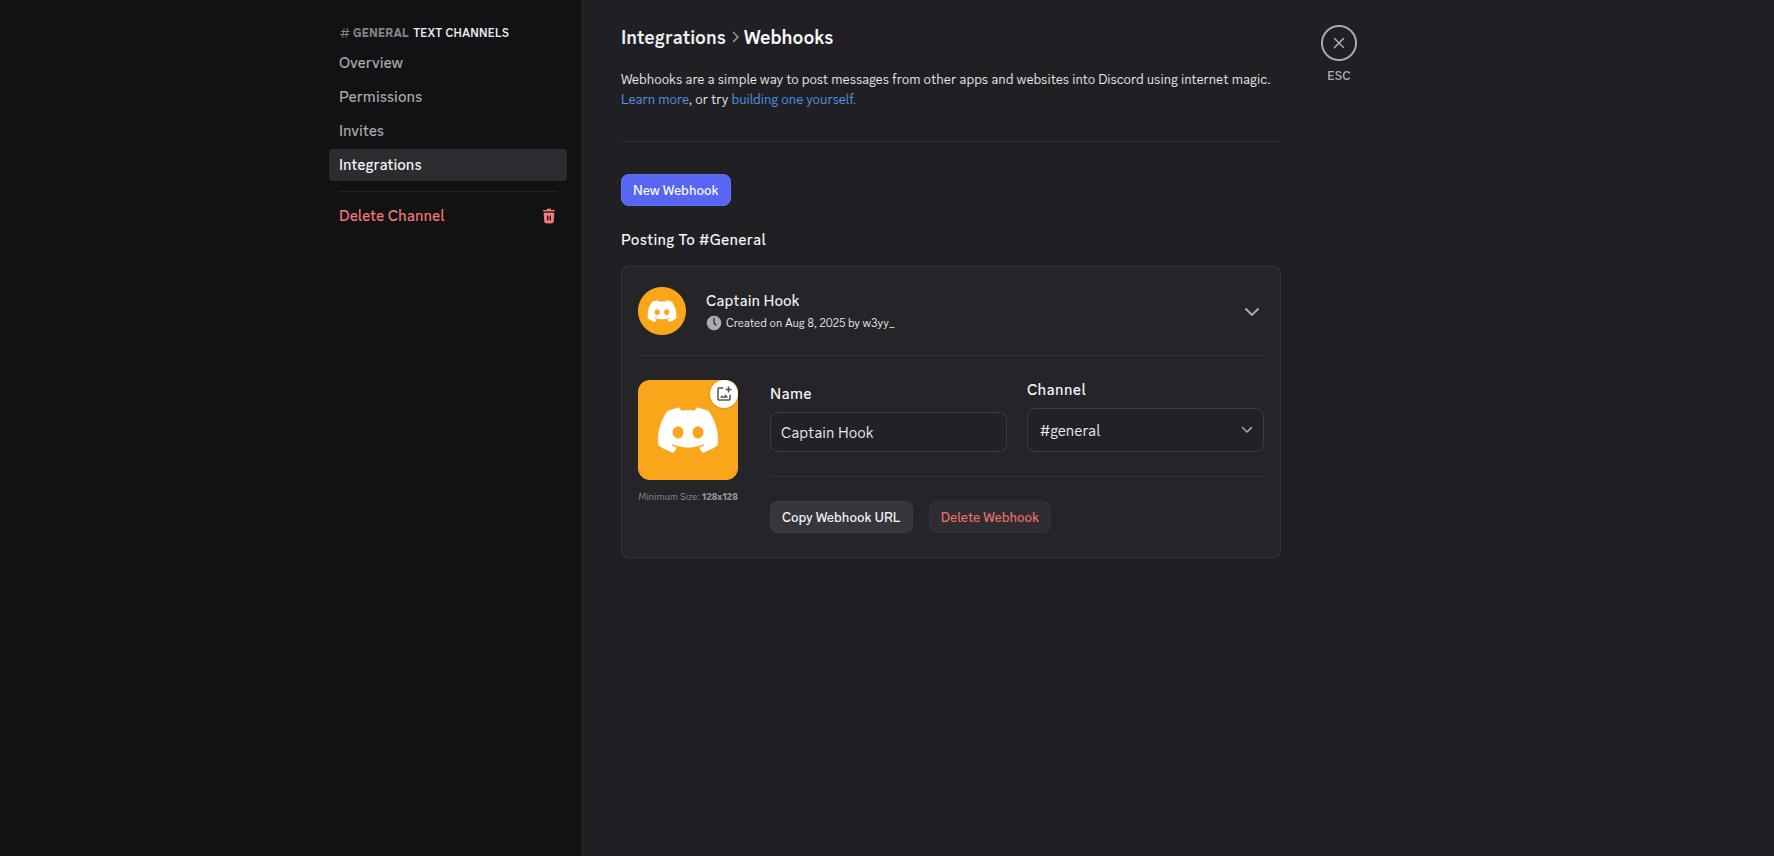 # GENERAL TEXT CHANNELS
Overview
Permissions
Invites
Integrations
Delete Channel
Integrations > Webhooks
ESC
Webhooks are a simple way to post messages from other apps and websites into Discord using internet magic.
Learn more, or try building one yourself.
New Webhook
Posting To #General
Captain Hook
Created on Aug 8, 2025 by w3yy_
Name
Channel
Captain Hook
#general
Minimum Size: 128x128
Copy Webhook URL
Delete Webhook